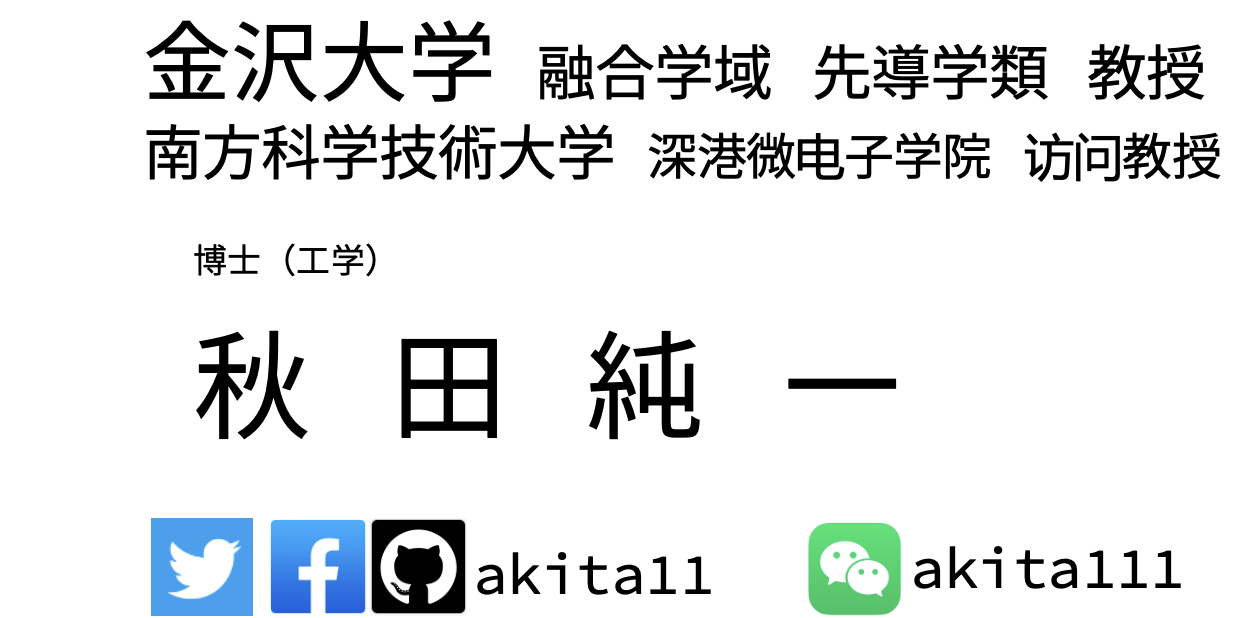 金沢大学 融合学域 先導学類 教授
南方科学技術大学 深港微电子学院 访问教授
博士（工学）
秋田純一
akita11 akita111